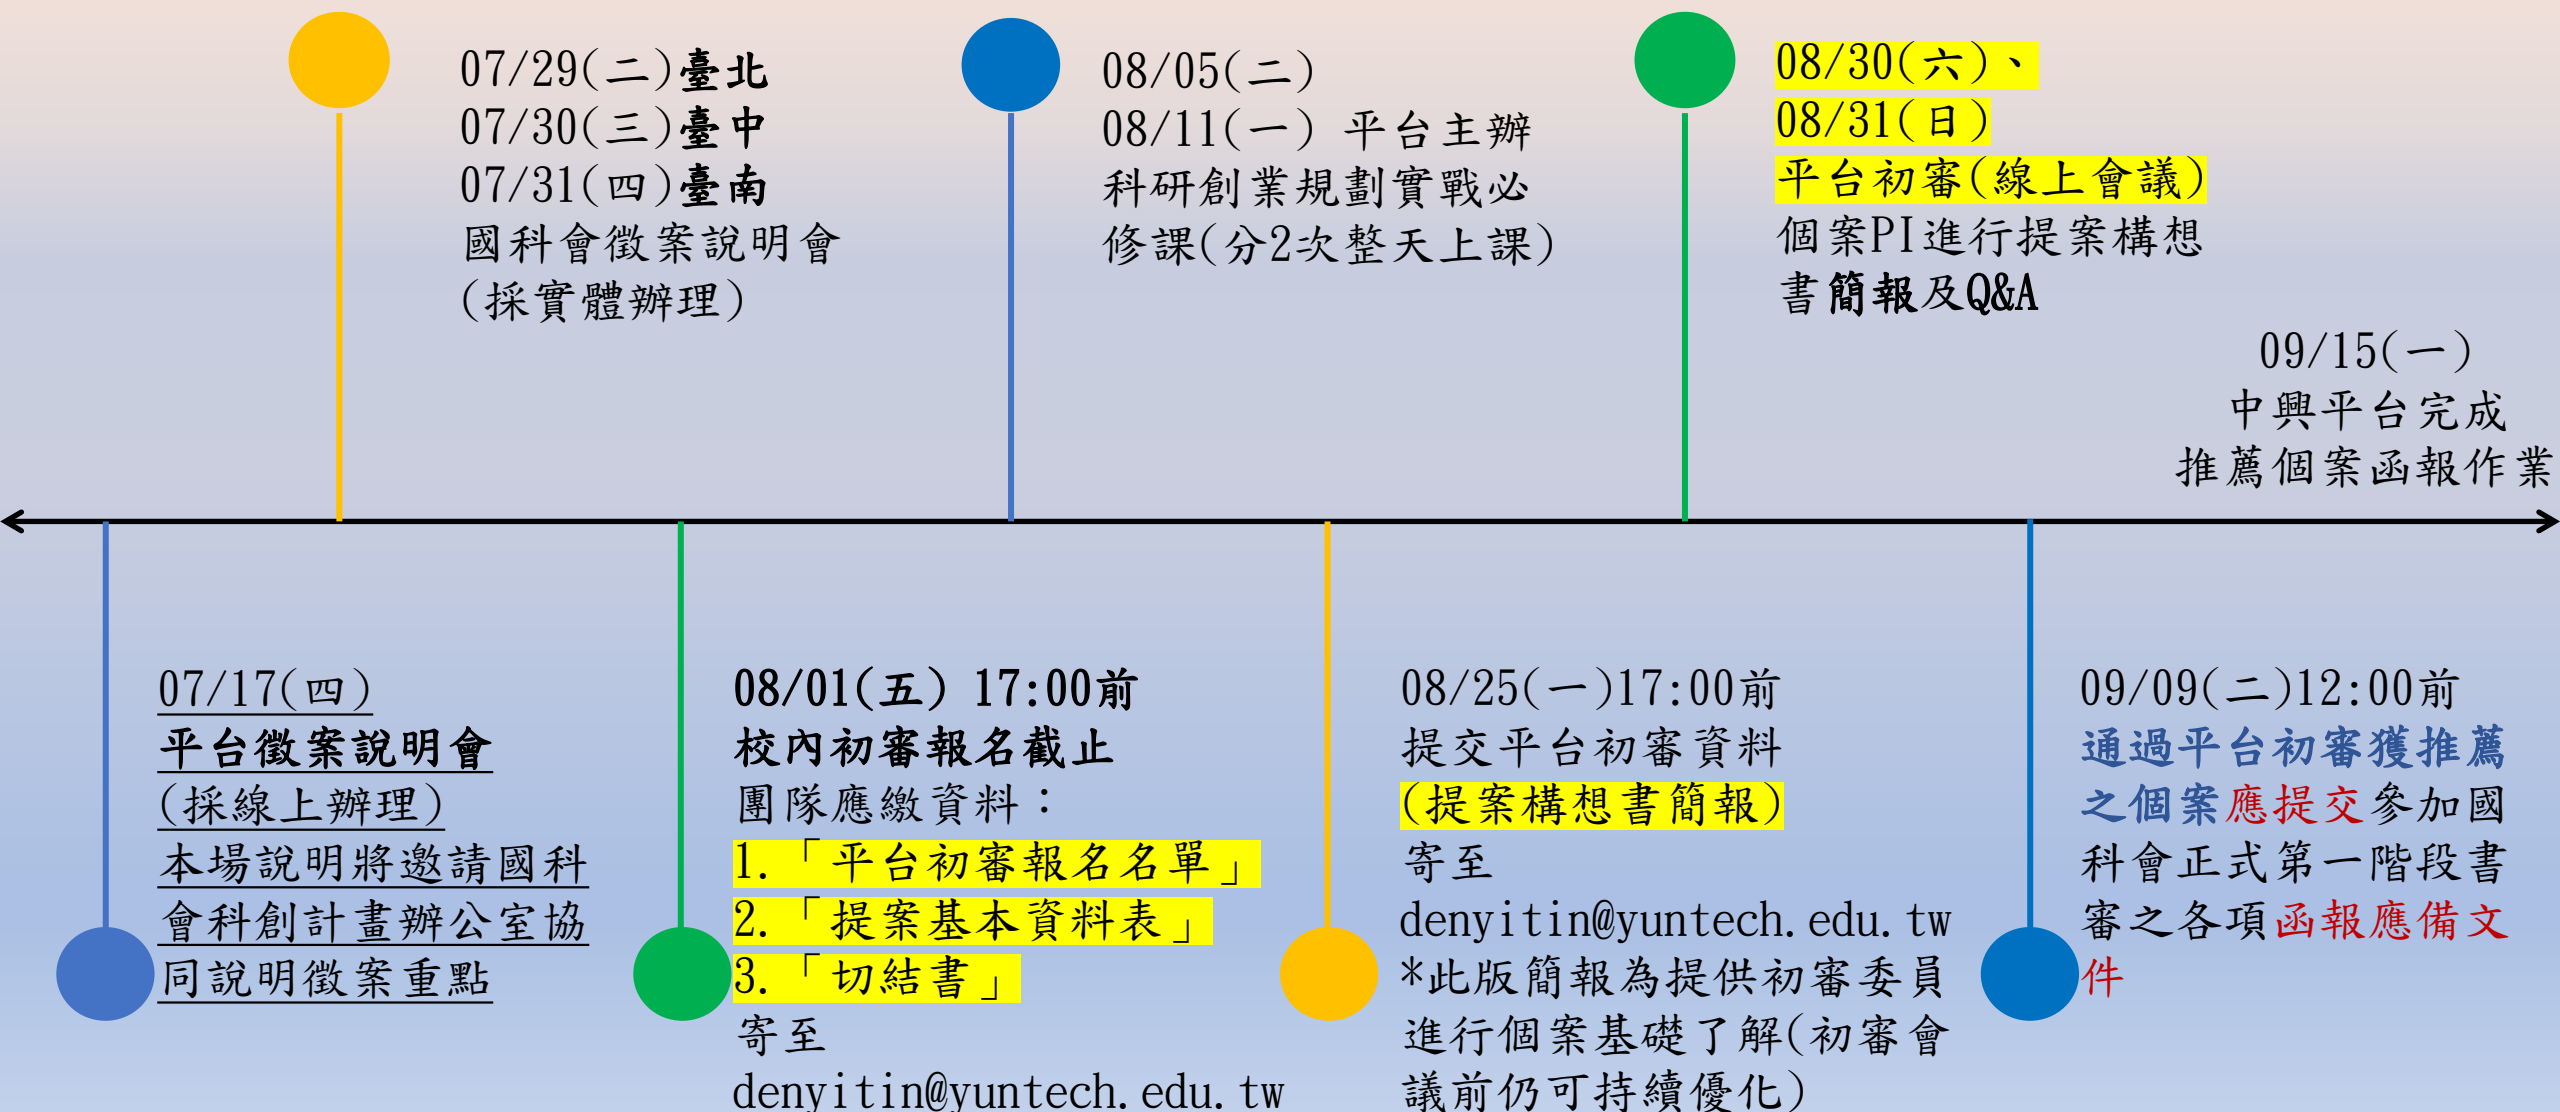 07/29(二)臺北
07/30(三)臺中
07/31(四)臺南
國科會徵案說明會
(採實體辦理)
08/05(二)
08/11(一) 平台主辦
科研創業規劃實戰必
修課(分2次整天上課)
08/30(六)、
08/31(日)
平台初審(線上會議)
個案PI進行提案構想
書簡報及Q&A
09/15(一)
中興平台完成
推薦個案函報作業
07/17(四)
平台徵案說明會
(採線上辦理)
本場說明將邀請國科
會科創計畫辦公室協
同說明徵案重點
08/01(五) 17:00前
校內初審報名截止
團隊應繳資料：
1.「平台初審報名名單」
2.「提案基本資料表」
3.「切結書」
寄至
denyitin@yuntech.edu.tw
08/25(一)17:00前
提交平台初審資料
(提案構想書簡報)
寄至
denyitin@yuntech.edu.tw
*此版簡報為提供初審委員
進行個案基礎了解(初審會
議前仍可持續優化)
09/09(二)12:00前
通過平台初審獲推薦
之個案應提交參加國
科會正式第一階段書
審之各項函報應備文
件